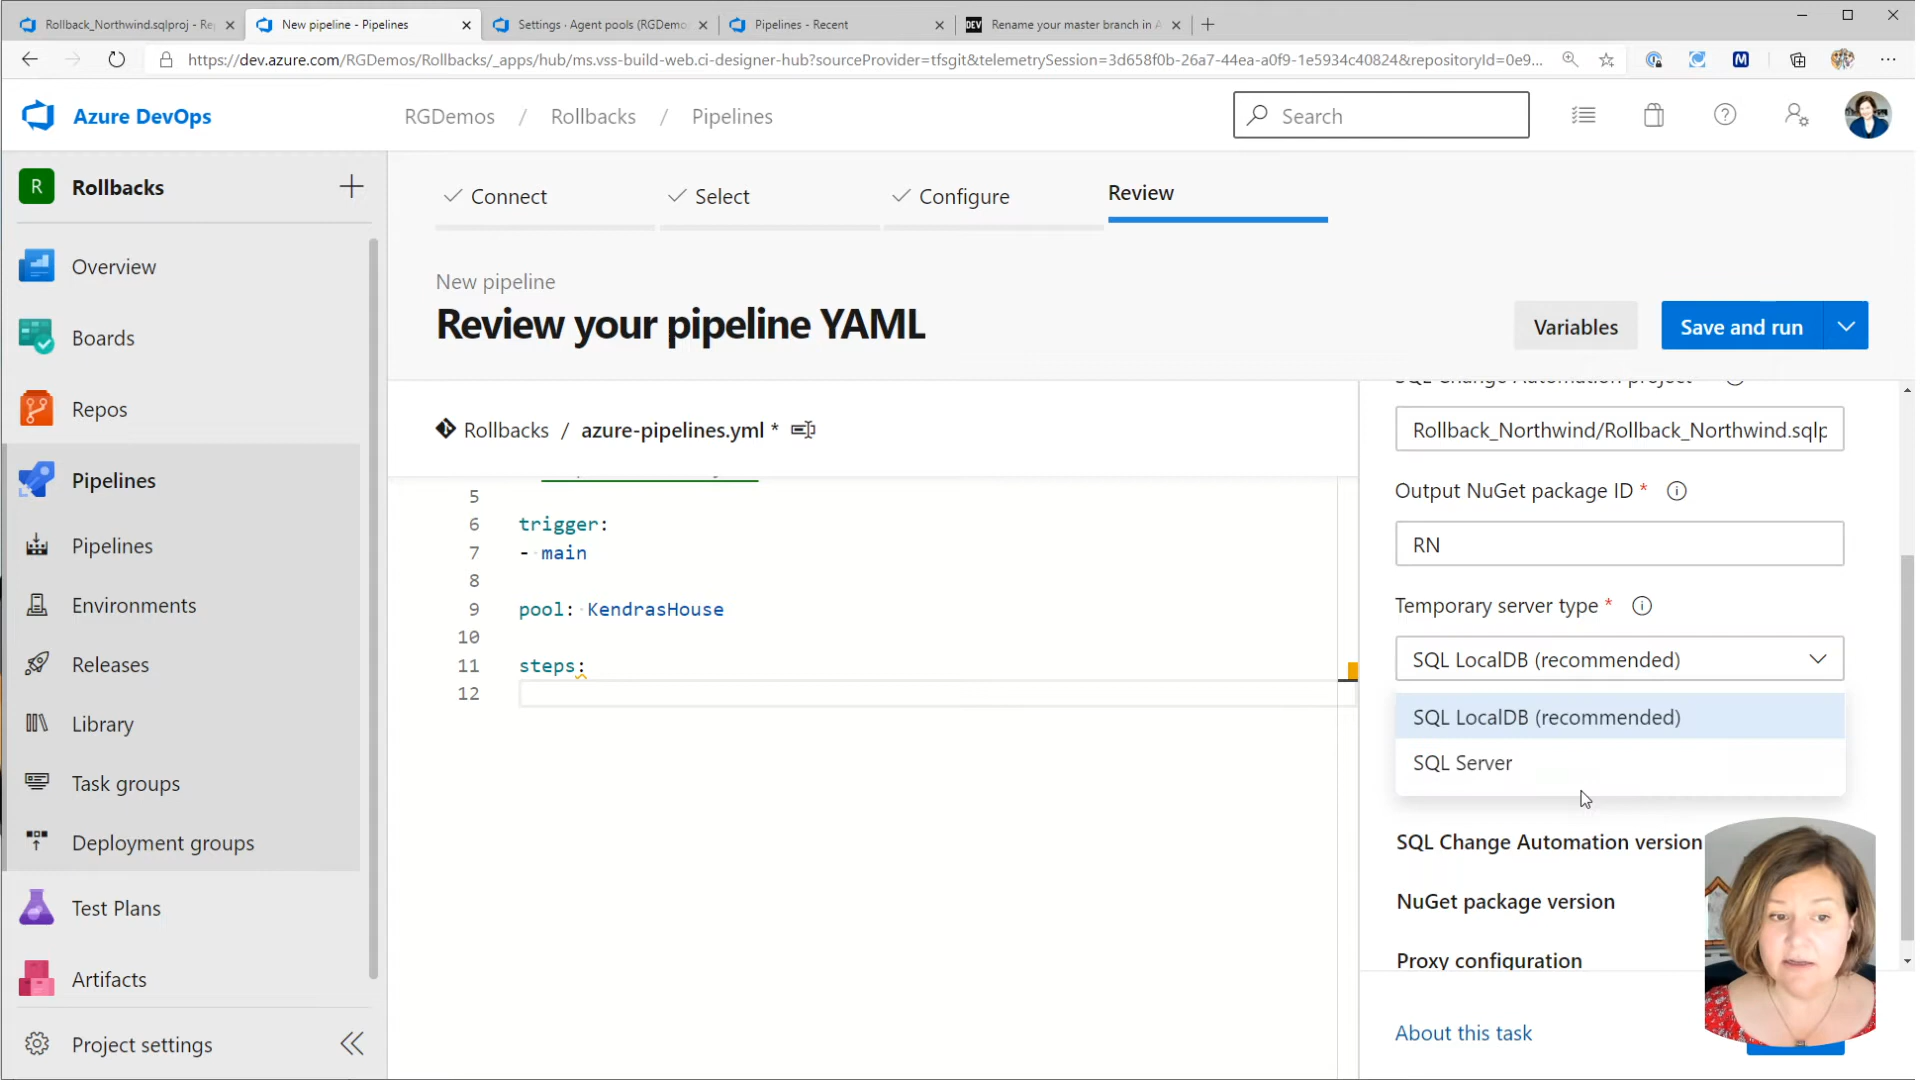 Rollback_Northwind.sqlproj - Re
New pipeline - Pipelines
Settings · Agent pools (RGDemo
Pipelines - Recent
DEV Rename your master branch in A
https://dev.azure.com/RGDemos/Rollbacks/_apps/hub/ms.vss-build-web.ci-designer-hub?sourceProvider=tfsgit&telemetrySession=3d658f0b-26a7-44ea-a0f9-1e5934c40824&repositoryId=0e9...
Azure DevOps
RGDemos / Rollbacks / Pipelines
Search
R Rollbacks
Overview
Boards
Repos
Pipelines
Pipelines
Environments
Releases
Library
Task groups
Deployment groups
Test Plans
Artifacts
Project settings
Connect
Select
Configure
Review
New pipeline
Review your pipeline YAML
Variables
Save and run
Rollbacks / azure-pipelines.yml *
5
6 trigger:
7 - main
8
9 pool: KendrasHouse
10
11 steps:
12
SQL Change Automation project
Rollback_Northwind/Rollback_Northwind.sqlp
Output NuGet package ID *
RN
Temporary server type *
SQL LocalDB (recommended)
SQL LocalDB (recommended)
SQL Server
SQL Change Automation version
NuGet package version
Proxy configuration
About this task